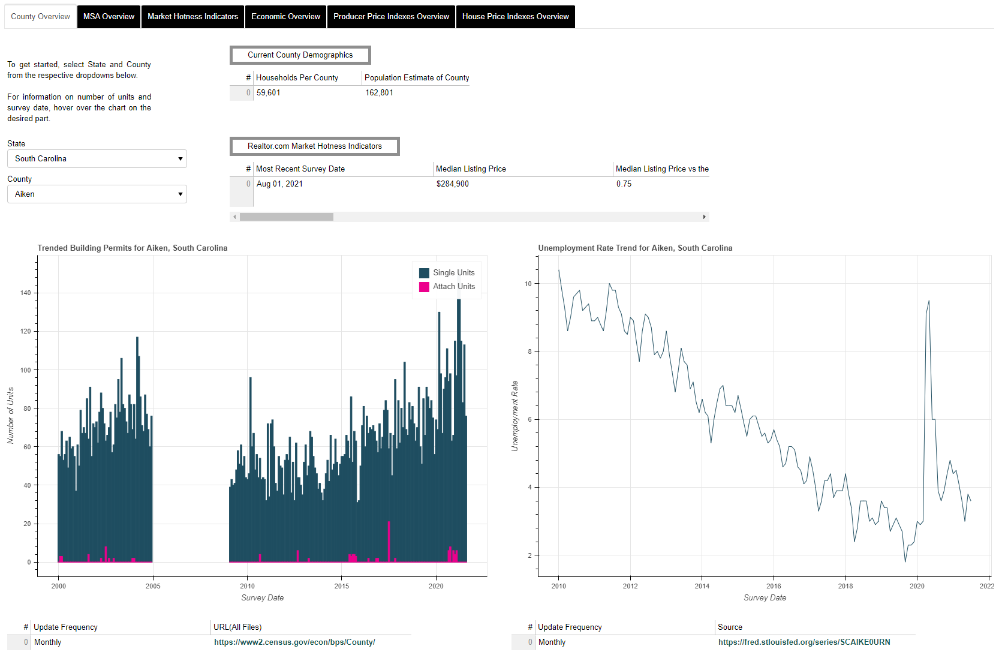 County Overview
MSA Overview
Market Hotness Indicators
Economic Overview
Producer Price Indexes Overview
House Price Indexes Overview
To get started, select State and County
from the respective dropdowns below.
For information on number of units and
survey date, hover over the chart on the
desired part.
State
South Carolina
County
Aiken
Current County Demographics
# Households Per County Population Estimate of County
0 59,601 162,801
Realtor.com Market Hotness Indicators
# Most Recent Survey Date Median Listing Price Median Listing Price vs the
0 Aug 01, 2021 $284,900 0.75
Trended Building Permits for Aiken, South Carolina
Single Units
Attach Units
140
120
100
80
60
40
20
0
Number of Units
2000 2005 2010 2015 2020
Survey Date
# Update Frequency URL(All Files)
0 Monthly https://www2.census.gov/econ/bps/County/
Unemployment Rate Trend for Aiken, South Carolina
10
8
6
4
2
Unemployment Rate
2010 2012 2014 2016 2018 2020 2022
Survey Date
# Update Frequency Source
0 Monthly https://fred.stlouisfed.org/series/SCAIKE0URN